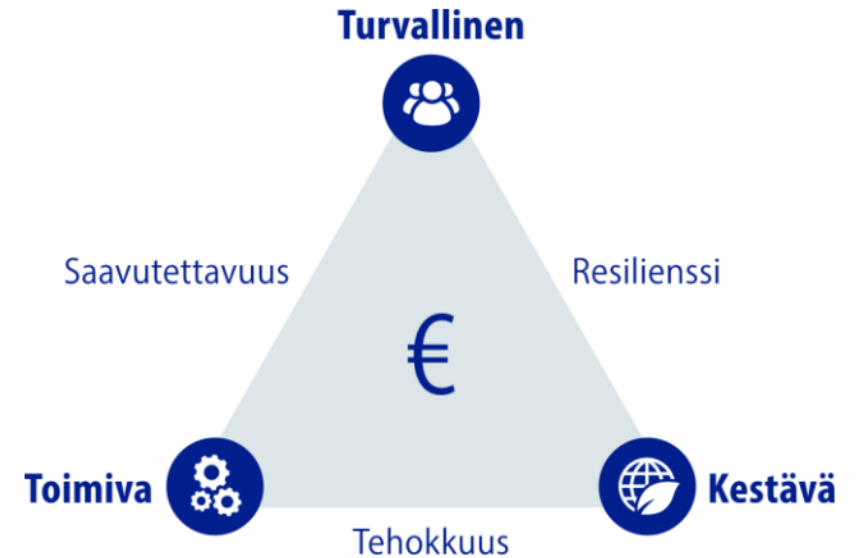 Turvallinen
Saavutettavuus
Resilienssi
€
Toimiva
Kestävä
Tehokkuus